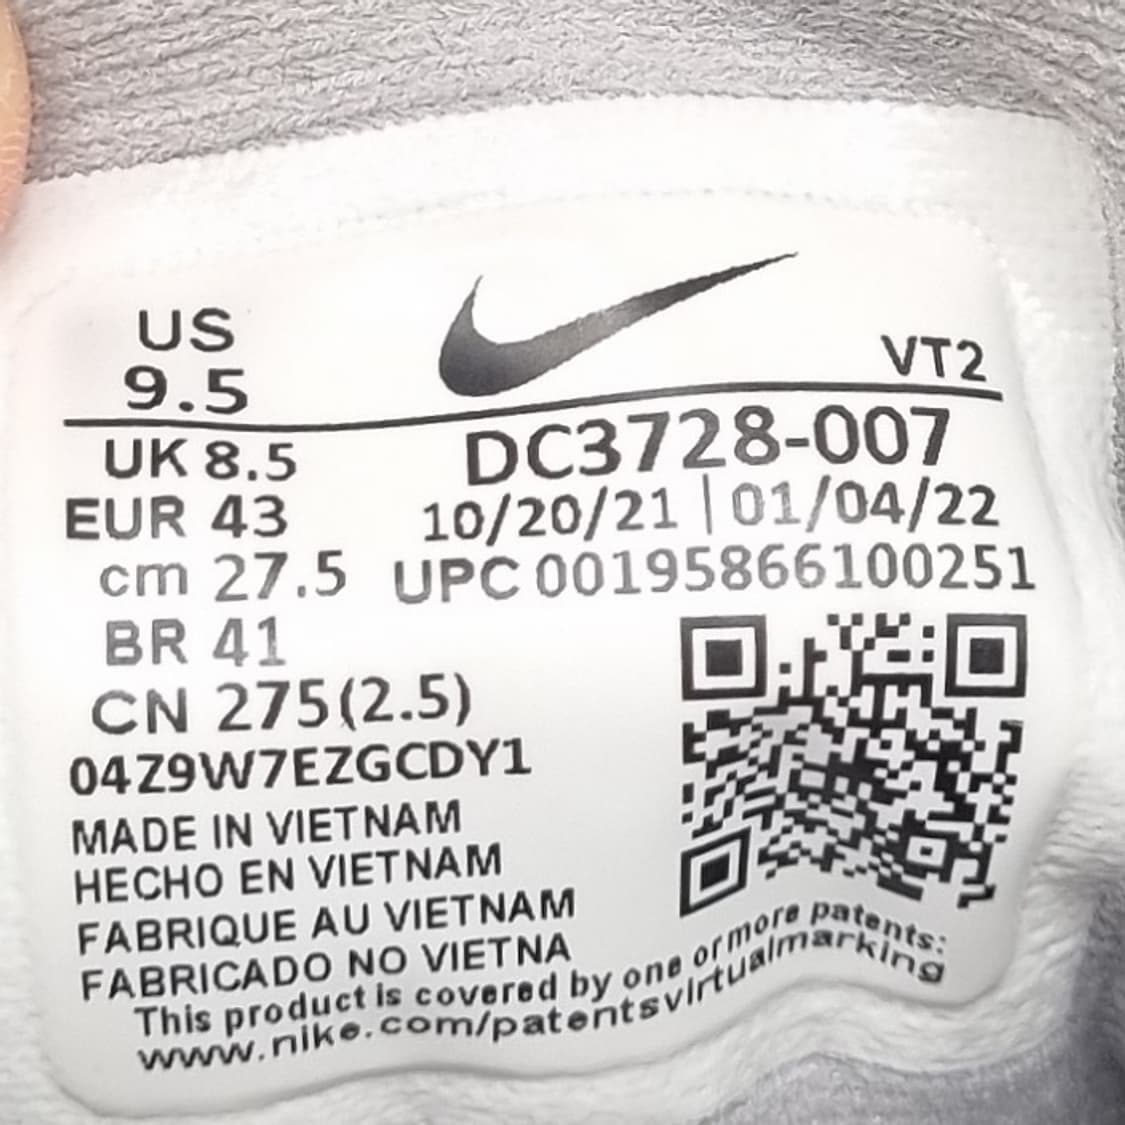 US
9.5
VT2
UK 8.5
EUR 43
cm 27.5
BR 41
CN 275(2.5)
DC3728-007
10/20/21 | 01/04/22
UPC 00195866100251
04Z9W7EZGCDY1
MADE IN VIETNAM
HECHO EN VIETNAM
FABRIQUE AU VIETNAM
FABRICADO NO VIETNA
This product is covered by one or more patents:
www.nike.com/patentsvirtualmarking